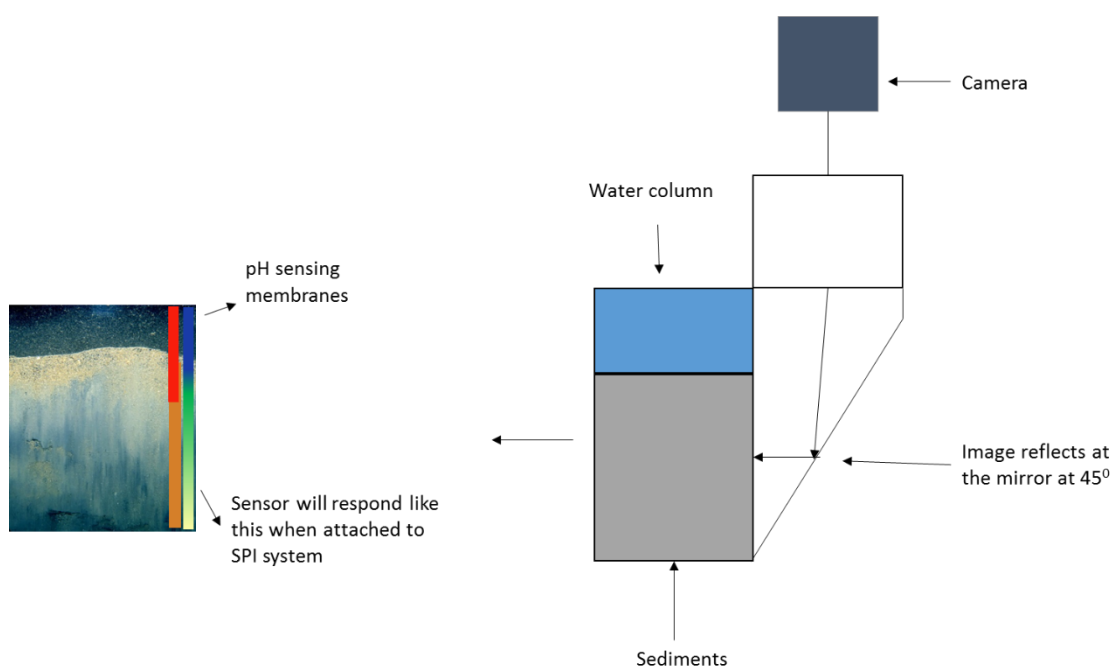 Camera
Water column
pH sensing
membranes
Image reflects at
the mirror at 45⁰
Sensor will respond like
this when attached to
SPI system
Sediments